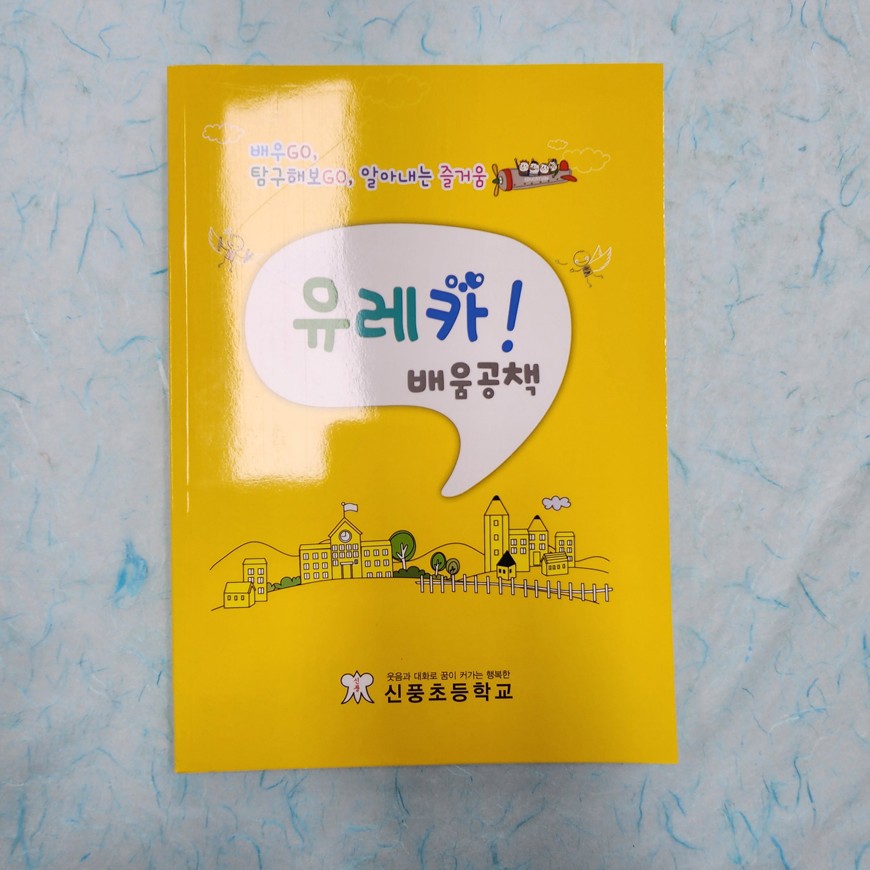 배우GO,
탐구해보GO, 알아내는 즐거움
유레카!
배움공책
신풍
웃음과 대화로 꿈이 커가는 행복한
신풍초등학교